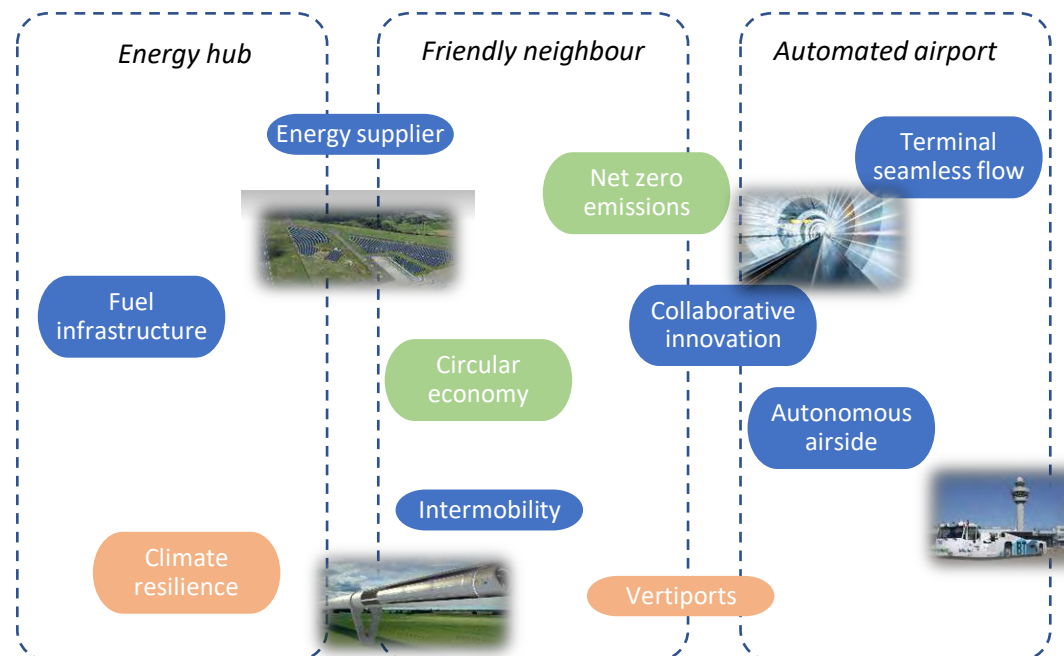 Energy hub
Friendly neighbour
Automated airport
Energy supplier
Terminal
seamless flow
Net zero
emissions
Fuel
infrastructure
Collaborative
innovation
Circular
economy
Autonomous
airside
Intermobility
Climate
resilience
Vertiports